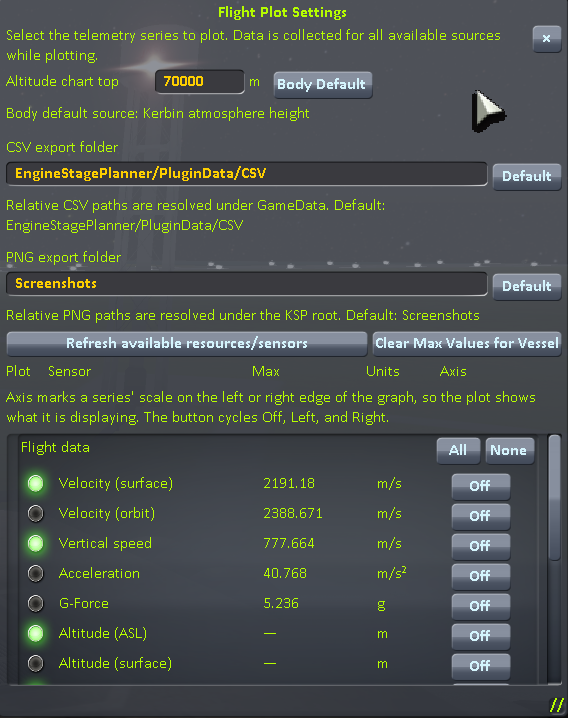 Flight Plot Settings
Select the telemetry series to plot. Data is collected for all available sources
while plotting.
×
Altitude chart top 70000 m Body Default
Body default source: Kerbin atmosphere height
CSV export folder
EngineStagePlanner/PluginData/CSV Default
Relative CSV paths are resolved under GameData. Default:
EngineStagePlanner/PluginData/CSV
PNG export folder
Screenshots Default
Relative PNG paths are resolved under the KSP root. Default: Screenshots
Refresh available resources/sensors Clear Max Values for Vessel
Plot Sensor Max Units Axis
Axis marks a series' scale on the left or right edge of the graph, so the plot shows
what it is displaying. The button cycles Off, Left, and Right.
Flight data All None
Velocity (surface) 2191.18 m/s Off
Velocity (orbit) 2388.671 m/s Off
Vertical speed 777.664 m/s Off
Acceleration 40.768 m/s² Off
G-Force 5.236 g Off
Altitude (ASL) — m Off
Altitude (surface) — m Off